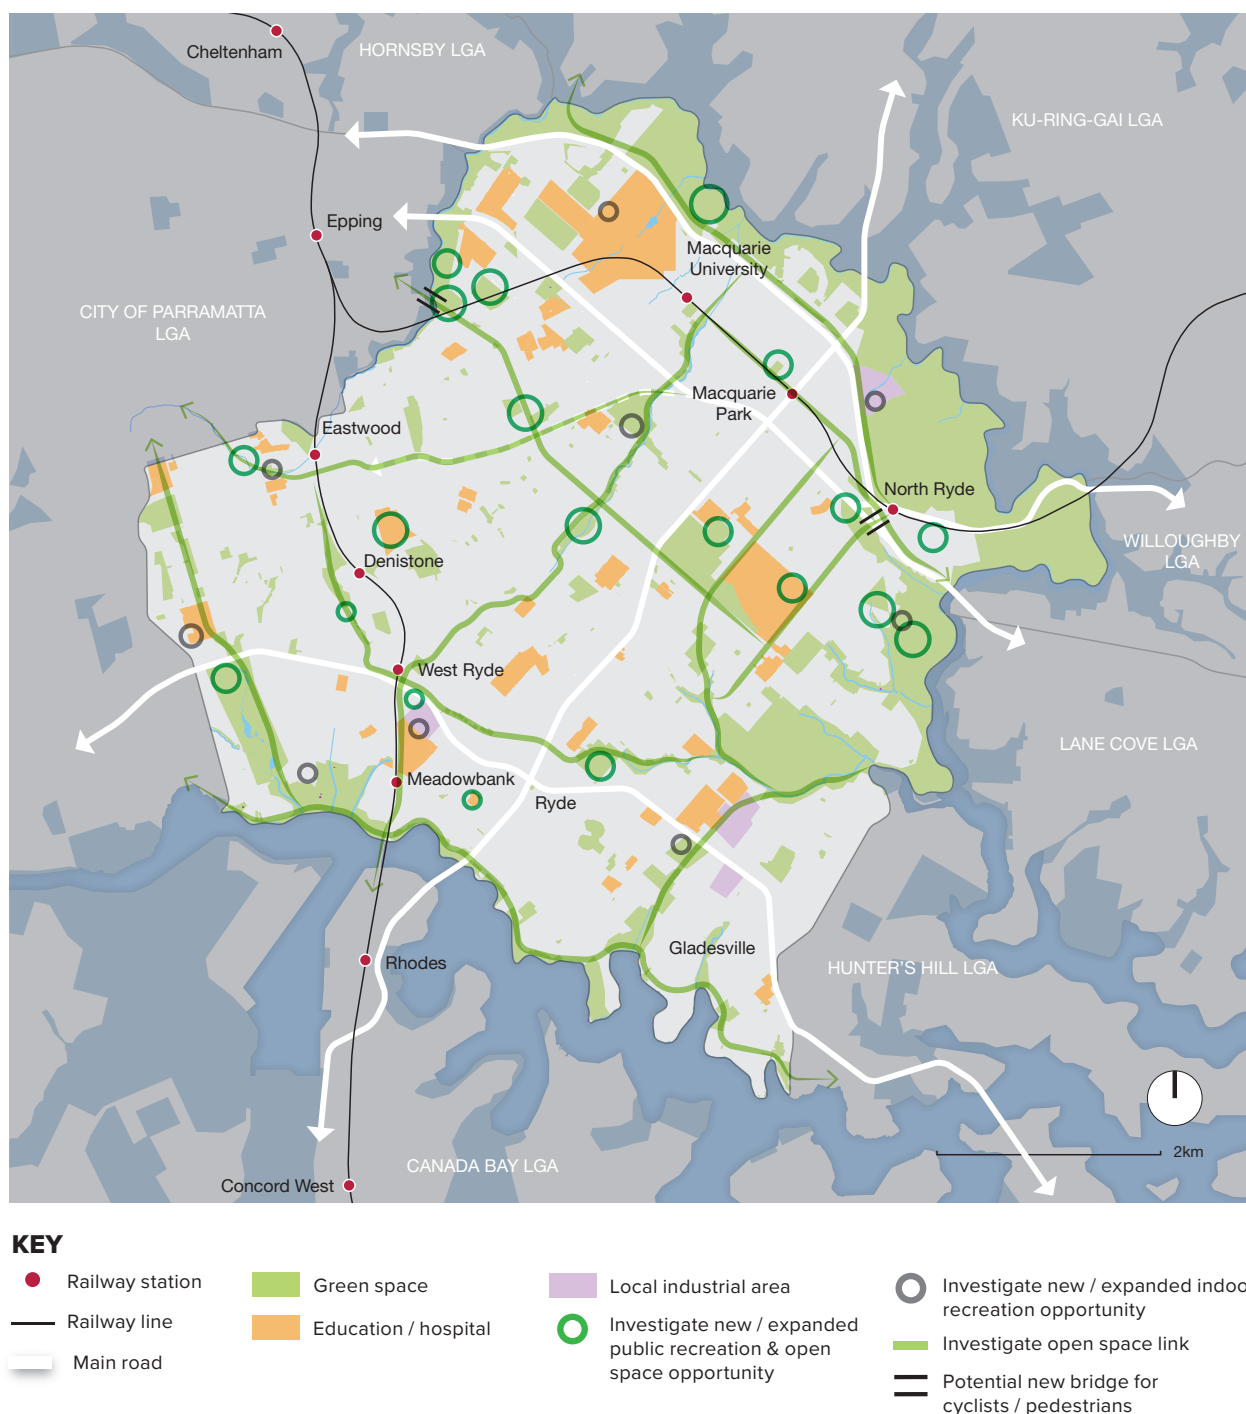 Cheltenham
HORNSBY LGA
KU-RING-GAI LGA
Epping
Macquarie
University
CITY OF PARRAMATTA
LGA
Macquarie
Park
Eastwood
North Ryde
WILLOUGHBY
LGA
Denistone
West Ryde
LANE COVE LGA
Meadowbank
Ryde
Gladesville
Rhodes
HUNTER'S HILL LGA
CANADA BAY LGA
Concord West
2km
KEY
Railway station
Railway line
Main road
Green space
Education / hospital
Local industrial area
Investigate new / expanded
public recreation & open
space opportunity
Investigate new / expanded indoo
recreation opportunity
Investigate open space link
Potential new bridge for
cyclists / pedestrians